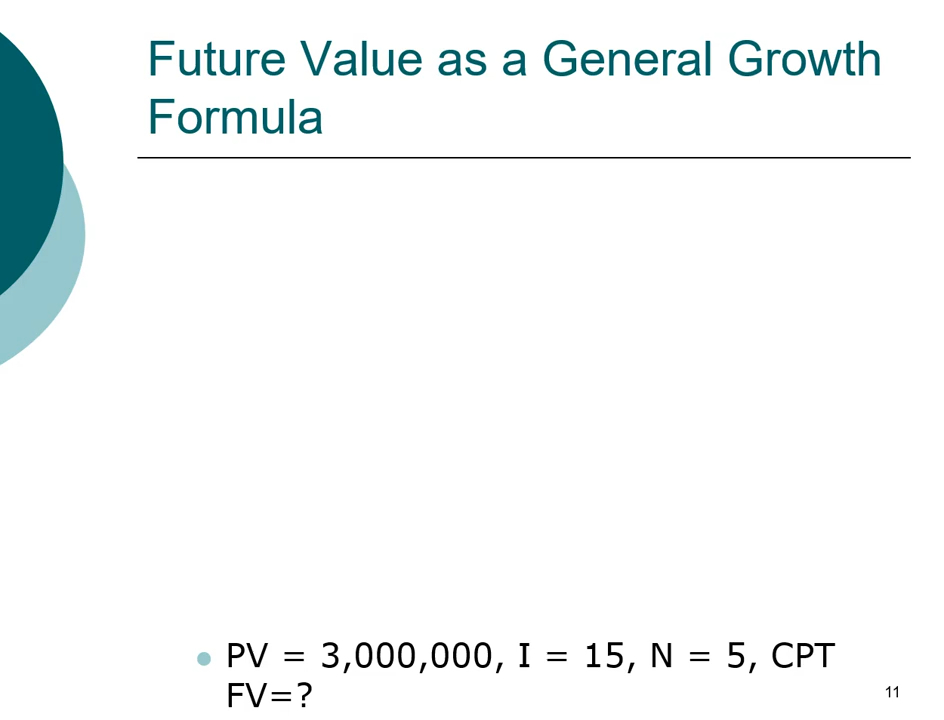 Future Value as a General Growth
Formula
PV = 3,000,000, I = 15, N = 5, CPT
FV=?
11